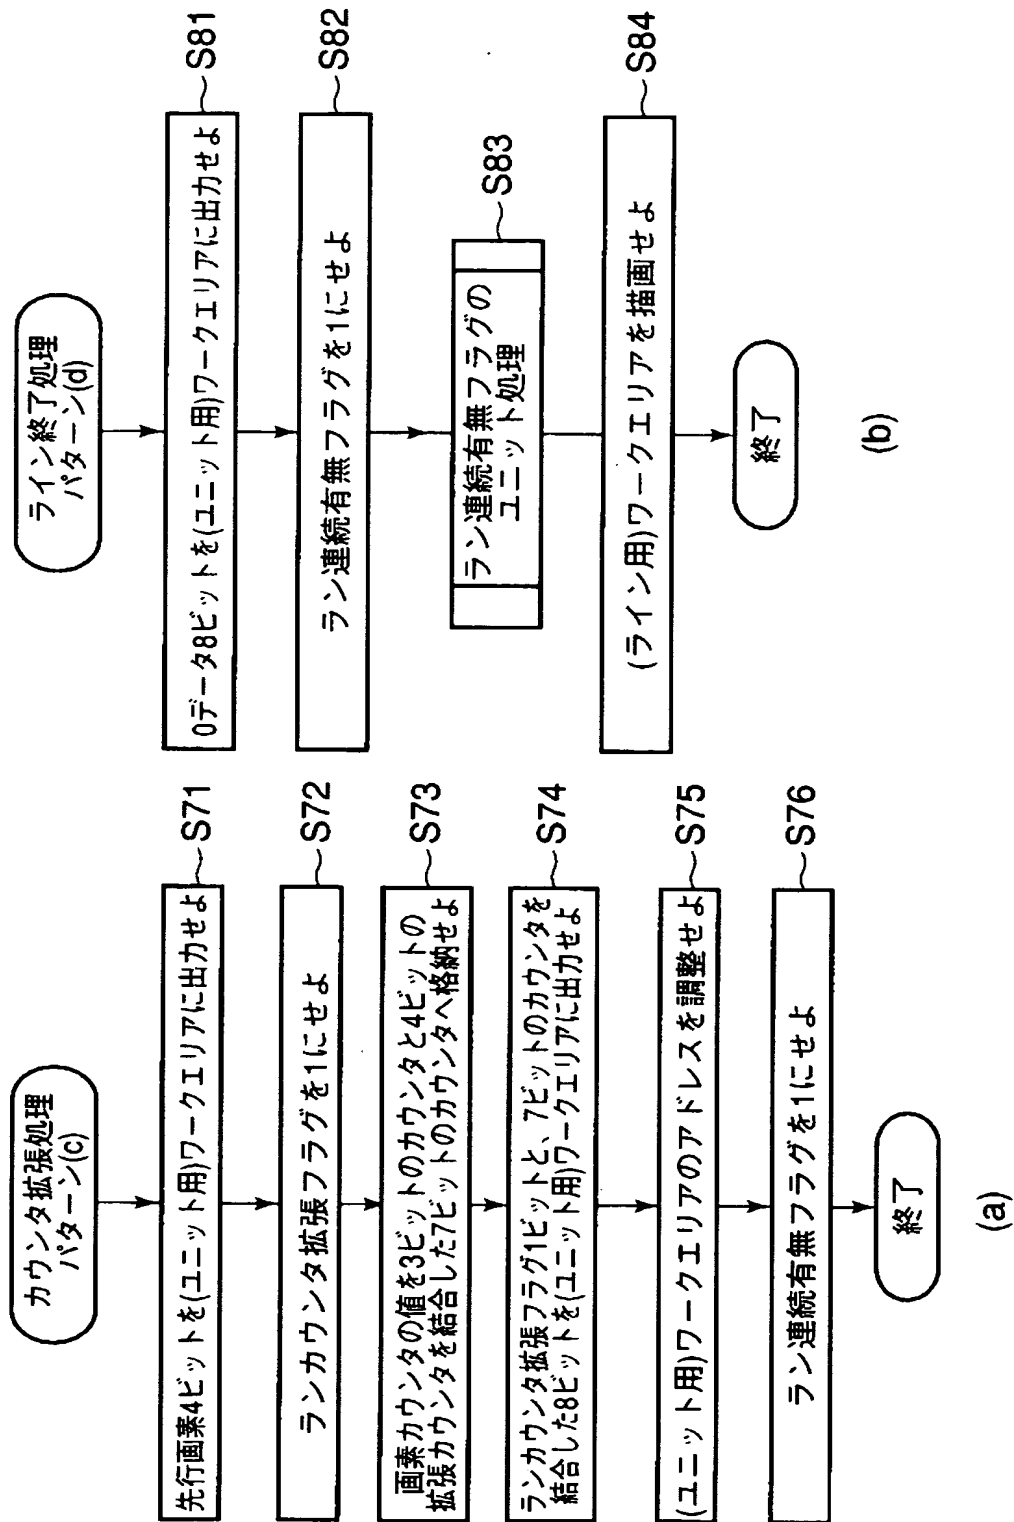 カウンタ拡張処理
パターン(c)
先行画素4ビットを(ユニット用)ワークエリアに出力せよ
S71
ランカウンタ拡張フラグを1にせよ
S72
画素カウンタの値を3ビットのカウンタと4ビットの
拡張カウンタを結合した7ビットのカウンタへ格納せよ
S73
ランカウンタ拡張フラグ1ビットと、7ビットのカウンタを
結合した8ビットを(ユニット用)ワークエリアに出力せよ
S74
(ユニット用)ワークエリアのアドレスを調整せよ
S75
ラン連続有無フラグを1にせよ
S76
終了
(a)
ライン終了処理
パターン(d)
0データ8ビットを(ユニット用)ワークエリアに出力せよ
S81
ラン連続有無フラグを1にせよ
S82
ラン連続有無フラグの
ユニット処理
S83
(ライン用)ワークエリアを描画せよ
S84
終了
(b)